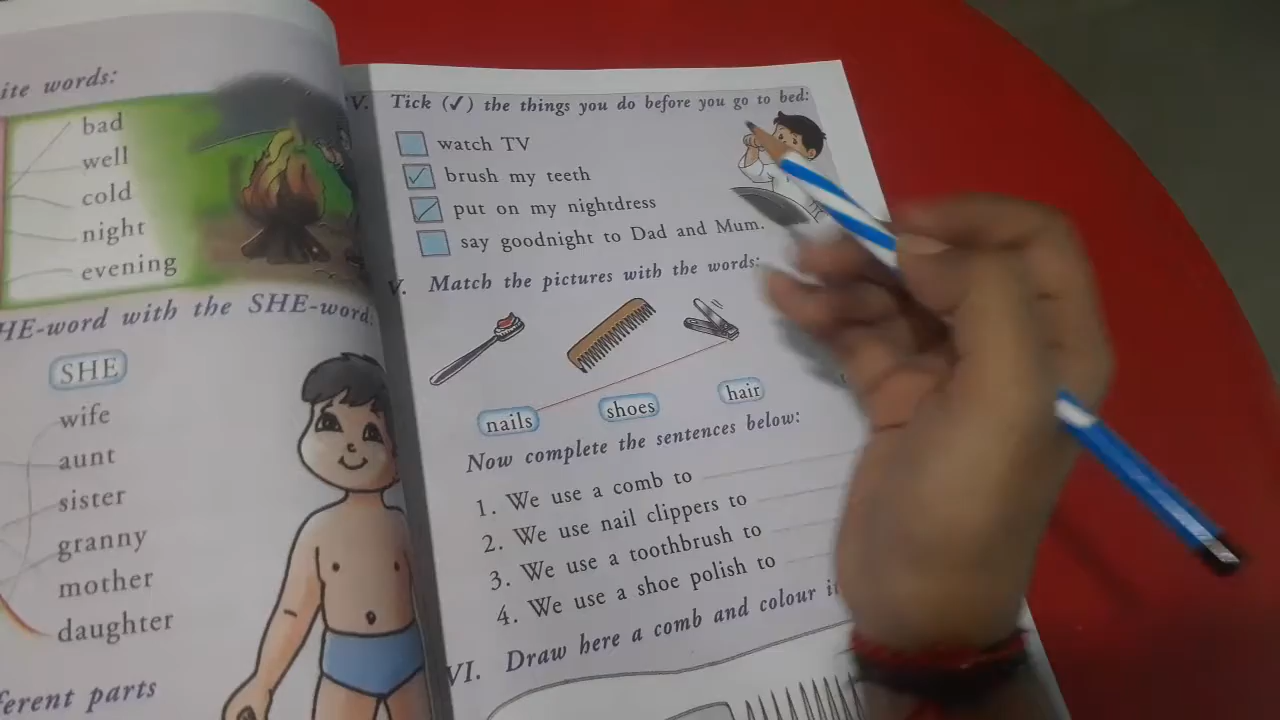 ite words:
bad
well
cold
night
evening
HE-word with the SHE-word:
SHE
wife
aunt
sister
granny
mother
daughter
ferent parts
V. Tick (✓) the things you do before you go to bed:
watch TV
brush my teeth
put on my nightdress
say goodnight to Dad and Mum.
V. Match the pictures with the words:
nails
shoes
hair
Now complete the sentences below:
1. We use a comb to
2. We use nail clippers to
3. We use a toothbrush to
4. We use a shoe polish to
VI. Draw here a comb and colour i